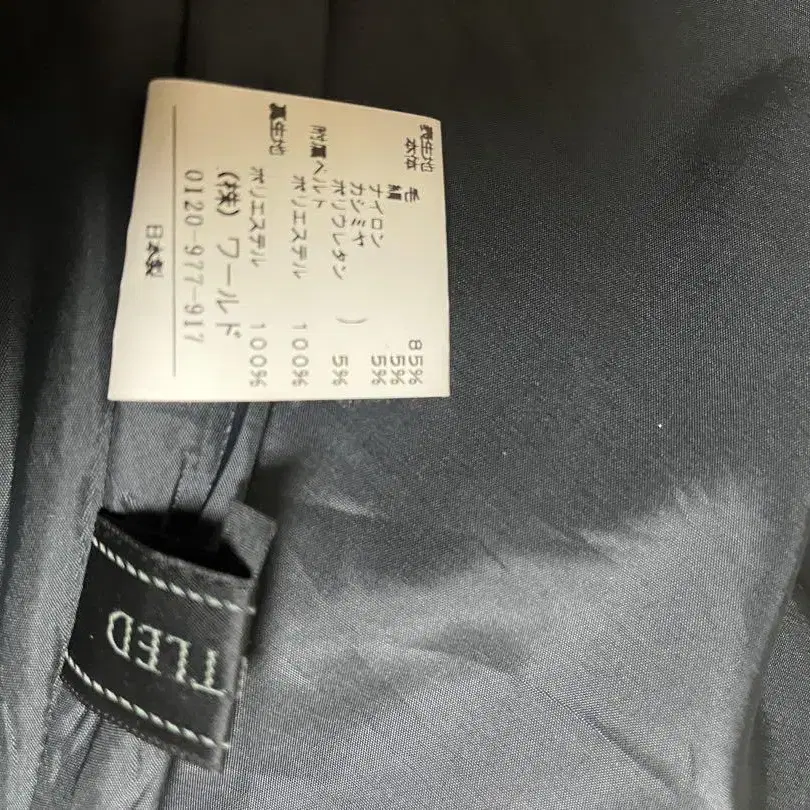 表生地
本体 毛 85%
絹 5%
ナイロン 5%
カシミヤ
ポリウレタン ) 5%
附属ベルト
ポリエステル 100%
裏生地
ポリエステル 100%
(株) ワールド
0120-977-917
日本製
TLED